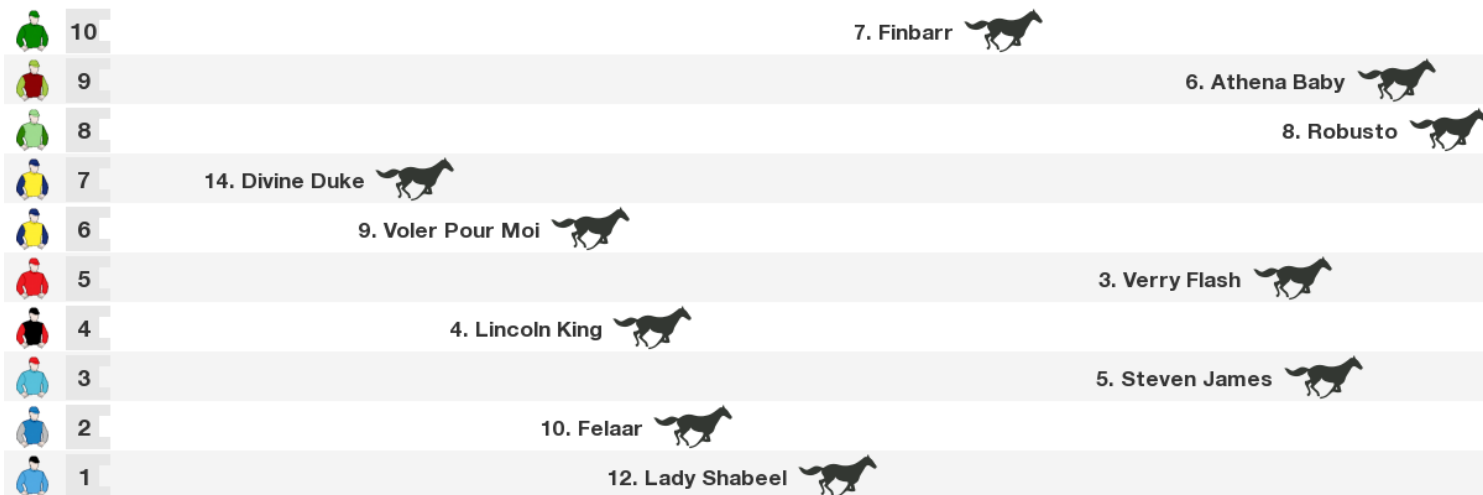 10 7. Finbarr
9 6. Athena Baby
8 8. Robusto
7 14. Divine Duke
6 9. Voler Pour Moi
5 3. Verry Flash
4 4. Lincoln King
3 5. Steven James
2 10. Felaar
1 12. Lady Shabeel